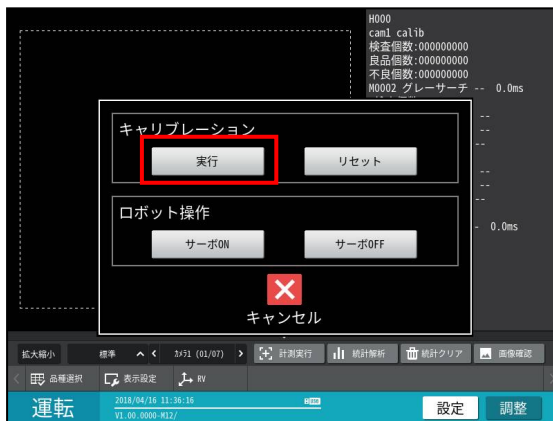 H000
cam1 calib
検査個数:000000000
良品個数:000000000
不良個数:000000000
M0002 グレーサーチ -- 0.0ms
--
--
--
--
--
--
- 0.0ms
キャリブレーション
実行 リセット
ロボット操作
サーボON サーボOFF
キャンセル
拡大縮小 標準 カメラ1 (01/07) 計測実行 統計解析 統計クリア 画像確認
品種選択 表示設定 RV
運転 2018/04/16 11:36:16 設定 調整
V1.00.0000-M12/